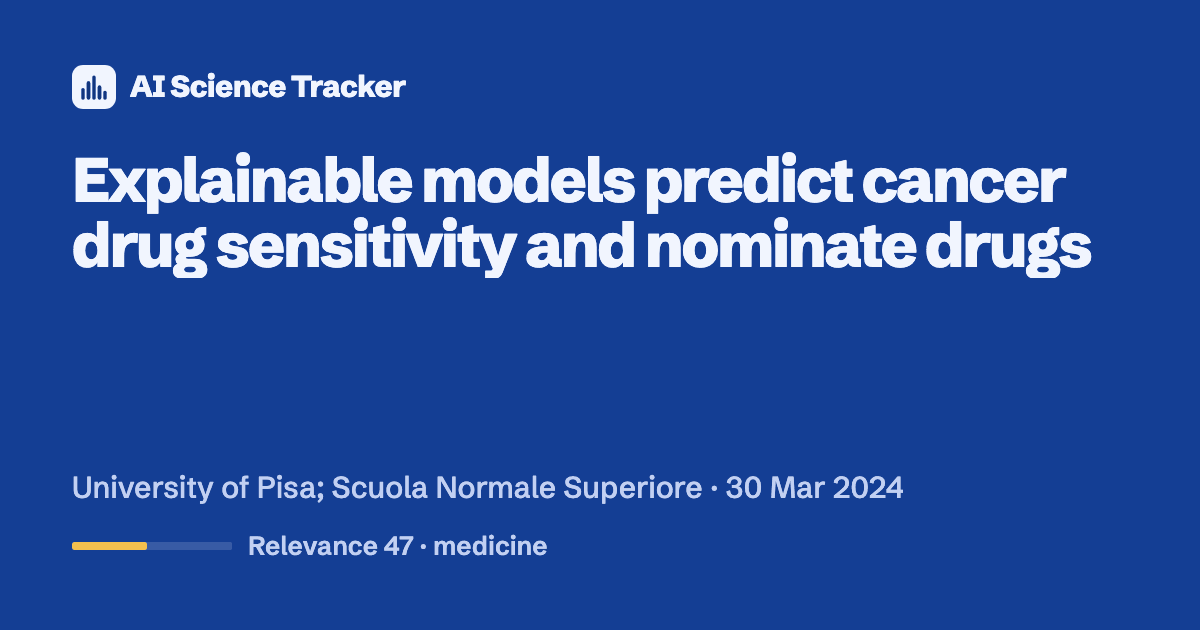 AI Science Tracker
Explainable models predict cancer
drug sensitivity and nominate drugs
University of Pisa; Scuola Normale Superiore · 30 Mar 2024
Relevance 47 · medicine